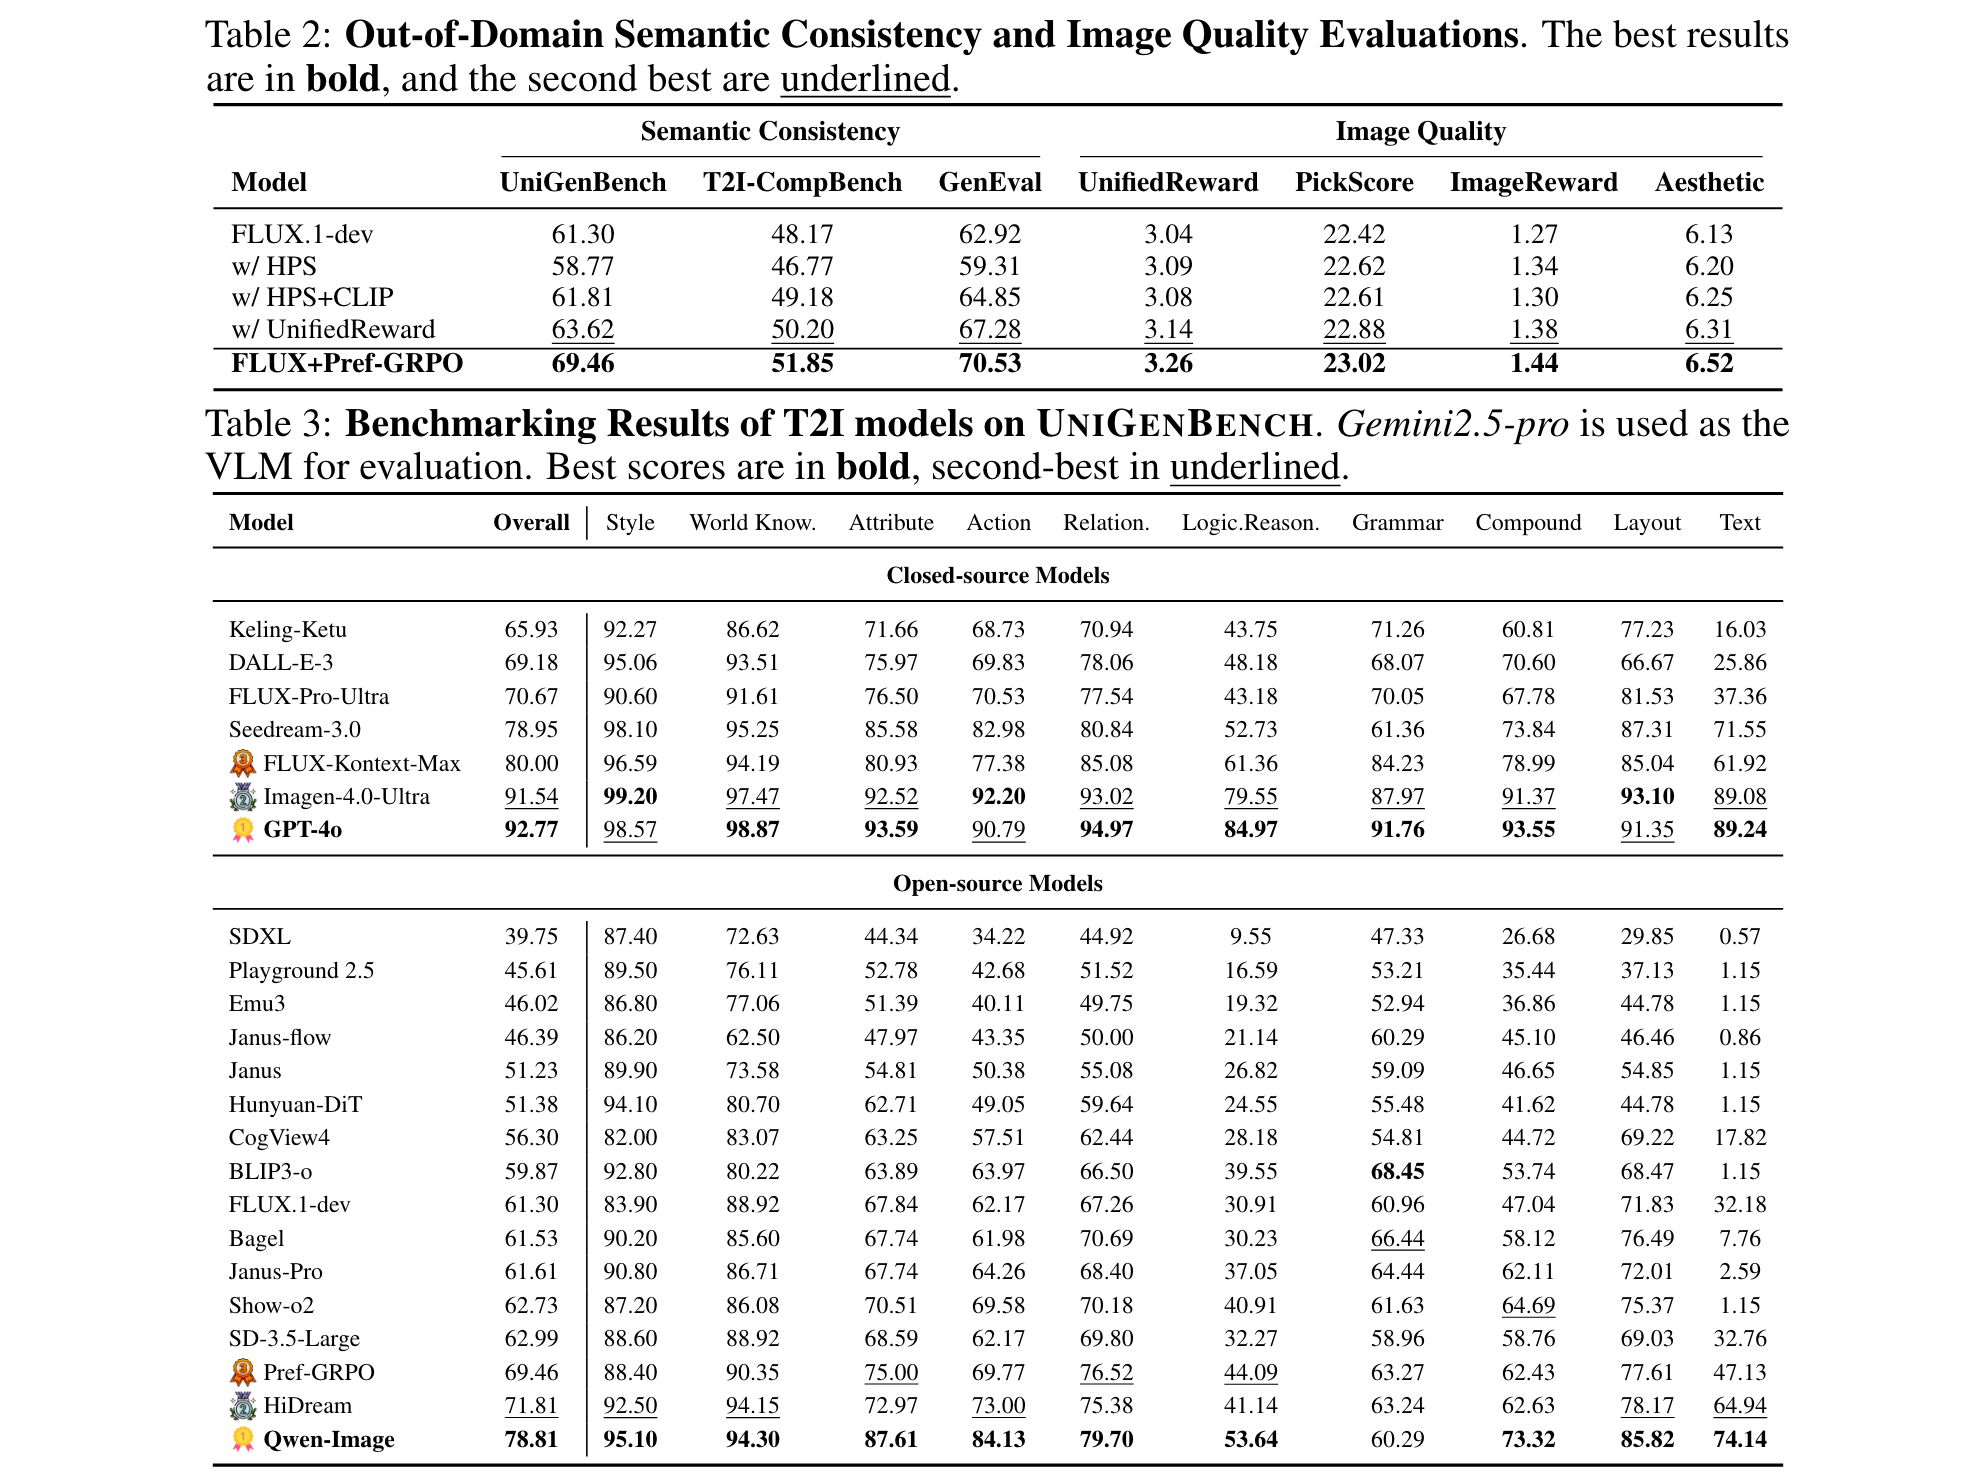 Table 2: Out-of-Domain Semantic Consistency and Image Quality Evaluations. The best results
are in bold, and the second best are underlined.
Semantic Consistency Image Quality
Model UniGenBench T2I-CompBench GenEval UnifiedReward PickScore ImageReward Aesthetic
FLUX.1-dev 61.30 48.17 62.92 3.04 22.42 1.27 6.13
w/ HPS 58.77 46.77 59.31 3.09 22.62 1.34 6.20
w/ HPS+CLIP 61.81 49.18 64.85 3.08 22.61 1.30 6.25
w/ UnifiedReward 63.62 50.20 67.28 3.14 22.88 1.38 6.31
FLUX+Pref-GRPO 69.46 51.85 70.53 3.26 23.02 1.44 6.52
Table 3: Benchmarking Results of T2I models on UNIGENBENCH. Gemini2.5-pro is used as the
VLM for evaluation. Best scores are in bold, second-best in underlined.
Model Overall Style World Know. Attribute Action Relation. Logic.Reason. Grammar Compound Layout Text
Closed-source Models
Keling-Ketu 65.93 92.27 86.62 71.66 68.73 70.94 43.75 71.26 60.81 77.23 16.03
DALL-E-3 69.18 95.06 93.51 75.97 69.83 78.06 48.18 68.07 70.60 66.67 25.86
FLUX-Pro-Ultra 70.67 90.60 91.61 76.50 70.53 77.54 43.18 70.05 67.78 81.53 37.36
Seedream-3.0 78.95 98.10 95.25 85.58 82.98 80.84 52.73 61.36 73.84 87.31 71.55
3 FLUX-Kontext-Max 80.00 96.59 94.19 80.93 77.38 85.08 61.36 84.23 78.99 85.04 61.92
2 Imagen-4.0-Ultra 91.54 99.20 97.47 92.52 92.20 93.02 79.55 87.97 91.37 93.10 89.08
1 GPT-4o 92.77 98.57 98.87 93.59 90.79 94.97 84.97 91.76 93.55 91.35 89.24
Open-source Models
SDXL 39.75 87.40 72.63 44.34 34.22 44.92 9.55 47.33 26.68 29.85 0.57
Playground 2.5 45.61 89.50 76.11 52.78 42.68 51.52 16.59 53.21 35.44 37.13 1.15
Emu3 46.02 86.80 77.06 51.39 40.11 49.75 19.32 52.94 36.86 44.78 1.15
Janus-flow 46.39 86.20 62.50 47.97 43.35 50.00 21.14 60.29 45.10 46.46 0.86
Janus 51.23 89.90 73.58 54.81 50.38 55.08 26.82 59.09 46.65 54.85 1.15
Hunyuan-DiT 51.38 94.10 80.70 62.71 49.05 59.64 24.55 55.48 41.62 44.78 1.15
CogView4 56.30 82.00 83.07 63.25 57.51 62.44 28.18 54.81 44.72 69.22 17.82
BLIP3-o 59.87 92.80 80.22 63.89 63.97 66.50 39.55 68.45 53.74 68.47 1.15
FLUX.1-dev 61.30 83.90 88.92 67.84 62.17 67.26 30.91 60.96 47.04 71.83 32.18
Bagel 61.53 90.20 85.60 67.74 61.98 70.69 30.23 66.44 58.12 76.49 7.76
Janus-Pro 61.61 90.80 86.71 67.74 64.26 68.40 37.05 64.44 62.11 72.01 2.59
Show-o2 62.73 87.20 86.08 70.51 69.58 70.18 40.91 61.63 64.69 75.37 1.15
SD-3.5-Large 62.99 88.60 88.92 68.59 62.17 69.80 32.27 58.96 58.76 69.03 32.76
3 Pref-GRPO 69.46 88.40 90.35 75.00 69.77 76.52 44.09 63.27 62.43 77.61 47.13
2 HiDream 71.81 92.50 94.15 72.97 73.00 75.38 41.14 63.24 62.63 78.17 64.94
1 Qwen-Image 78.81 95.10 94.30 87.61 84.13 79.70 53.64 60.29 73.32 85.82 74.14